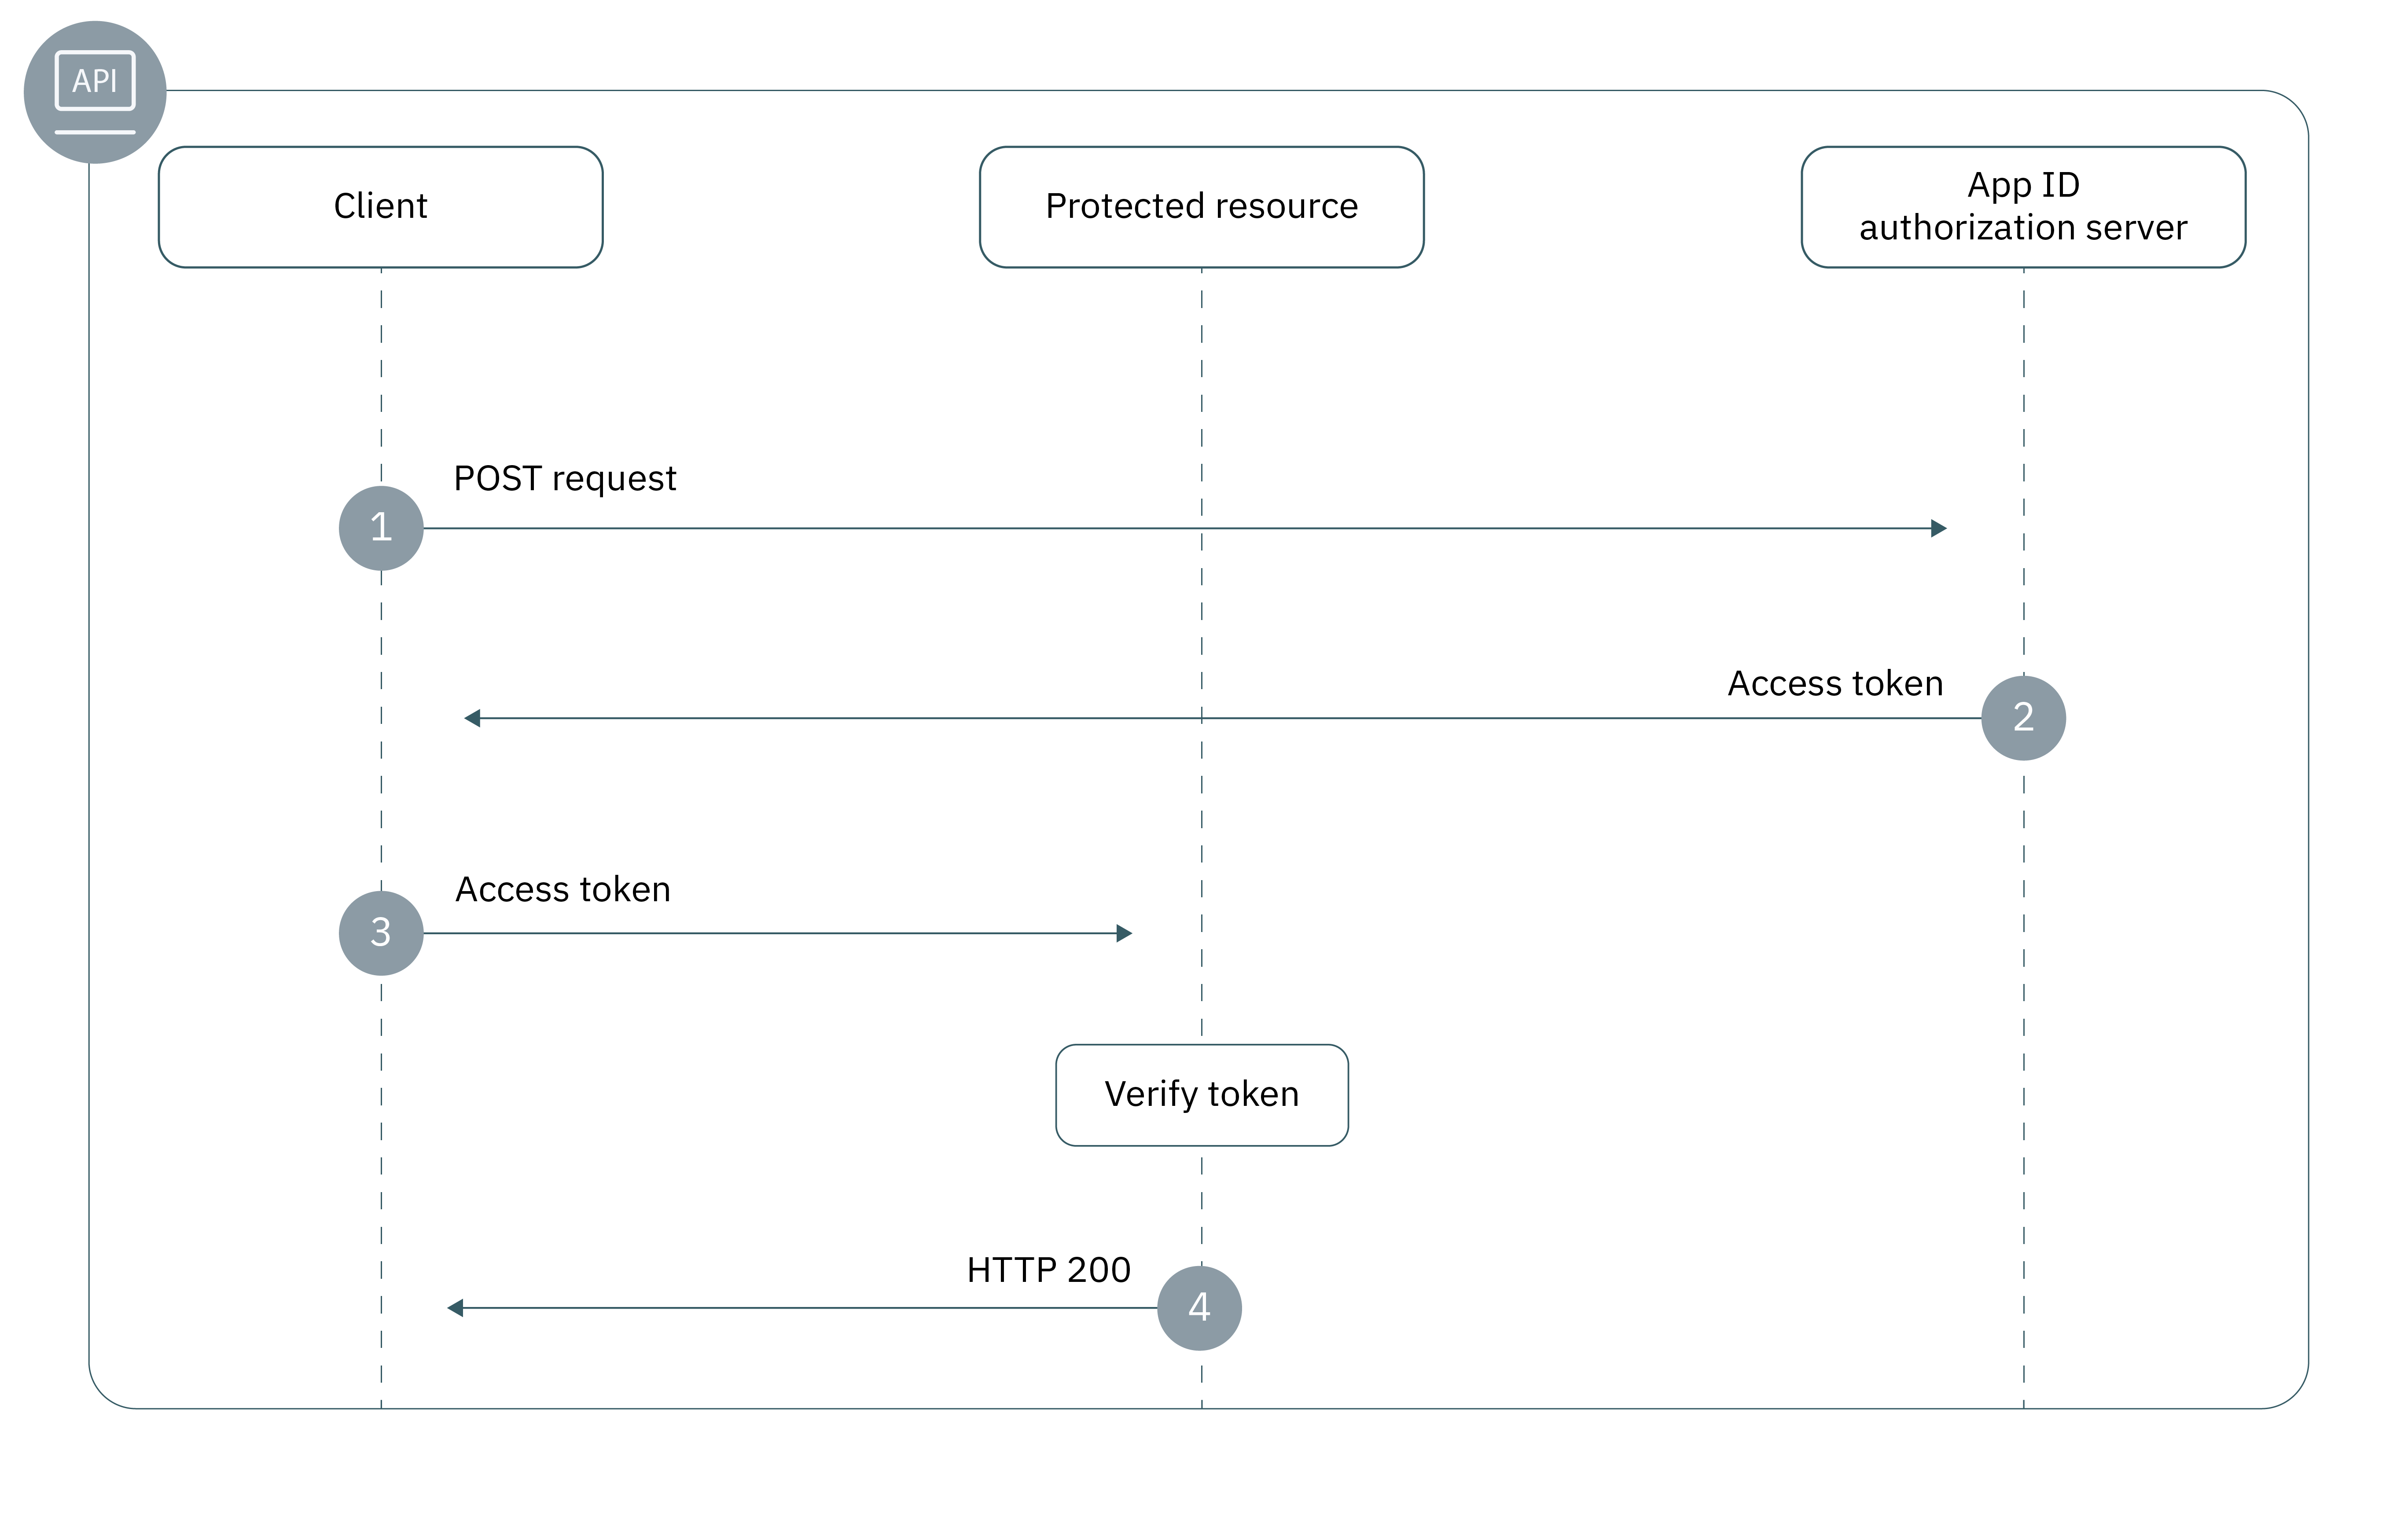 API
Client
Protected resource
App ID
authorization server
POST request
1
Access token
2
Access token
3
Verify token
HTTP 200
4